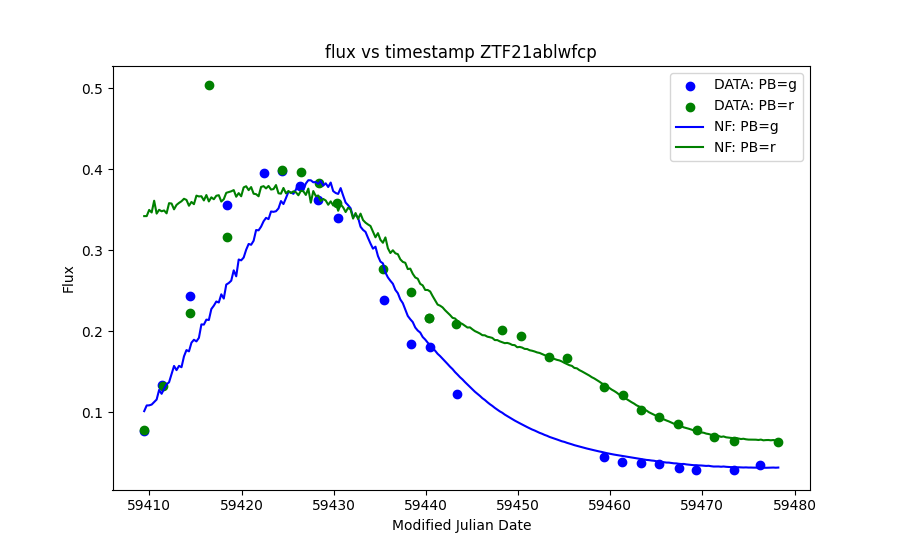 flux vs timestamp ZTF21ablwfcp
DATA: PB=g
DATA: PB=r
NF: PB=g
NF: PB=r
0.5
0.4
0.3
0.2
0.1
Flux
59410 59420 59430 59440 59450 59460 59470 59480
Modified Julian Date